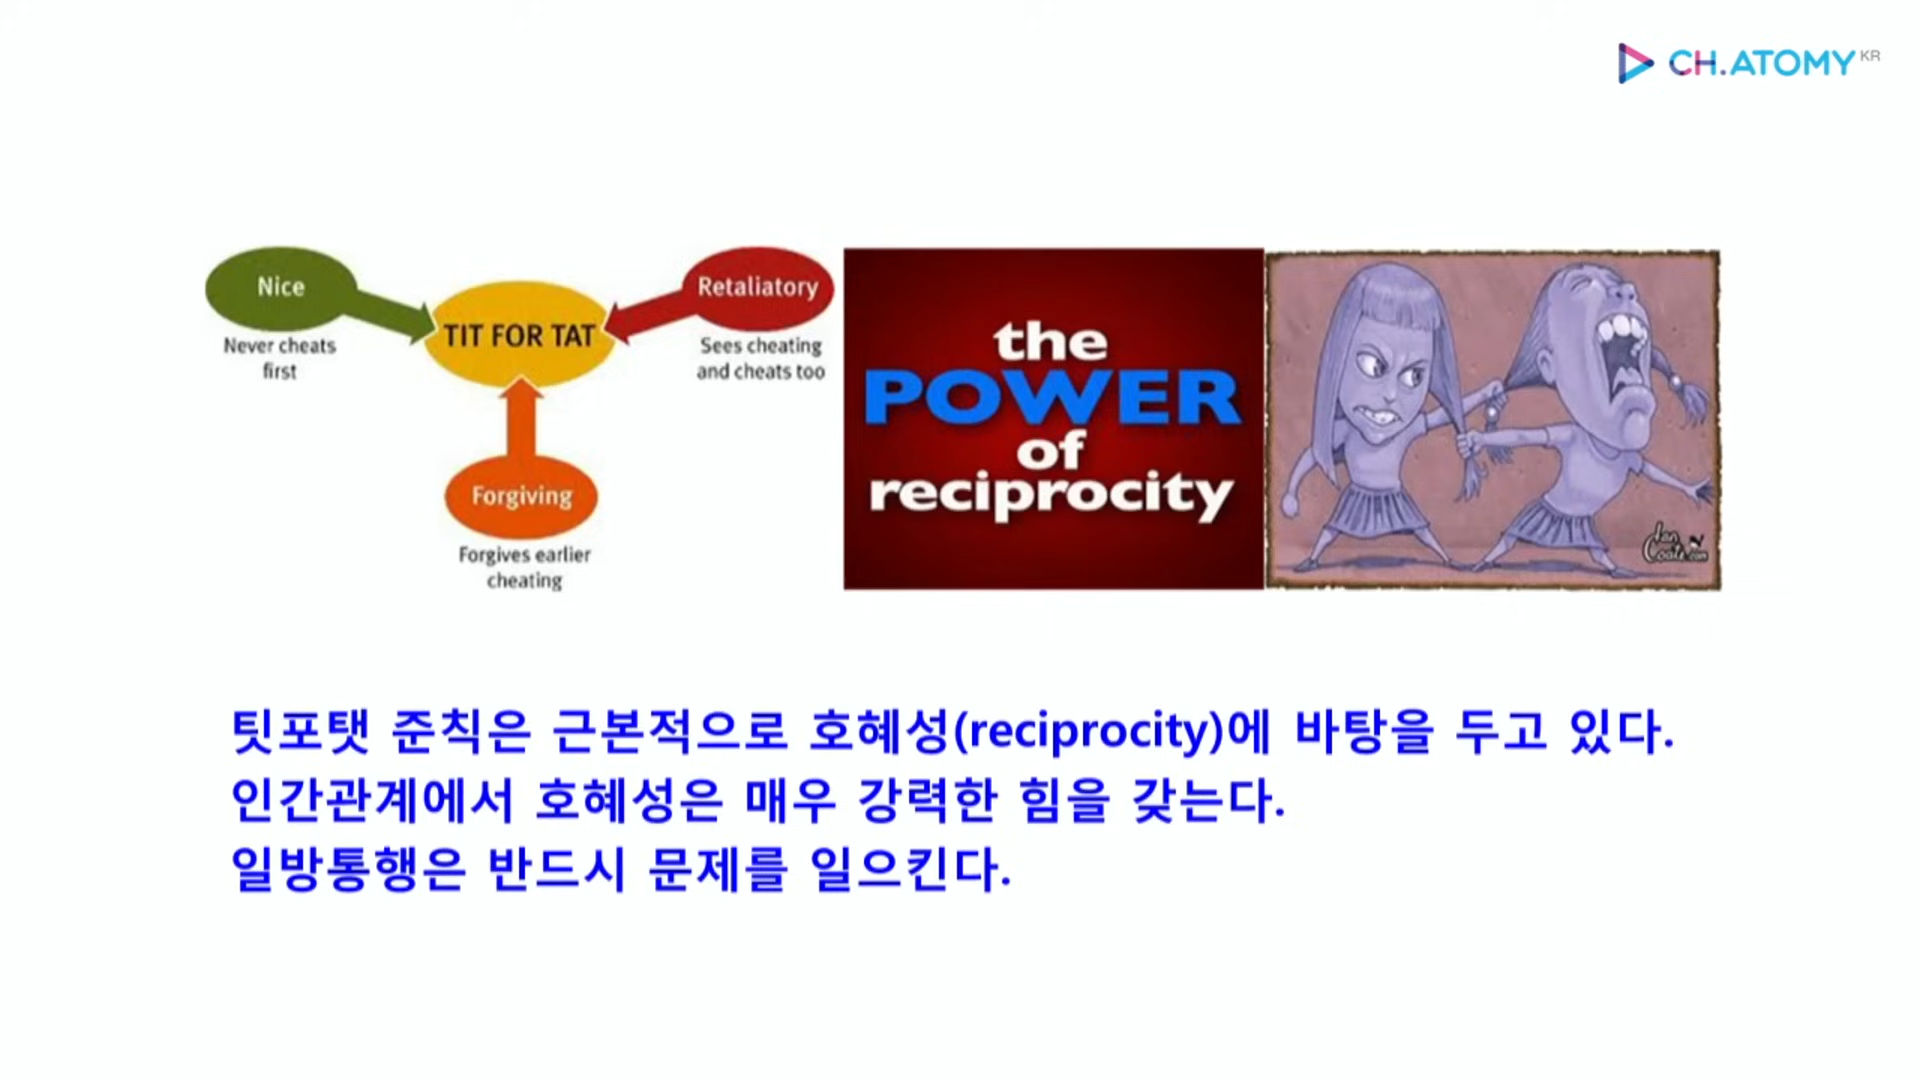 CH.ATOMY KR
Nice
Never cheats
first
TIT FOR TAT
Retaliatory
Sees cheating
and cheats too
Forgiving
Forgives earlier
cheating
the
POWER
of
reciprocity
Ian
Coate.com
팃포탯 준칙은 근본적으로 호혜성(reciprocity)에 바탕을 두고 있다.
인간관계에서 호혜성은 매우 강력한 힘을 갖는다.
일방통행은 반드시 문제를 일으킨다.